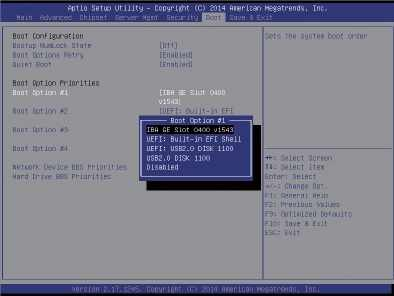 Aptio Setup Utility - Copyright (C) 2014 American Megatrends, Inc.
Main Advanced Chipset Server Mgmt Security Boot Save & Exit
Boot Configuration
Bootup NumLock State [Off]
Boot Options Retry [Enabled]
Quiet Boot [Enabled]
Boot Option Priorities
Boot Option #1 [IBA GE Slot 0400
v1543]
Boot Option #2 [UEFI: Built-in EFI
Boot Option #3
Boot Option #4
Network Device BBS Priorities
Hard Drive BBS Priorities
Boot Option #1
IBA GE Slot 0400 v1543
UEFI: Built-in EFI Shell
UEFI: USB2.0 DISK 1100
USB2.0 DISK 1100
Disabled
Sets the system boot order
: Select Screen
: Select Item
Enter: Select
+/-: Change Opt.
F1: General Help
F2: Previous Values
F9: Optimized Defaults
F10: Save & Exit
ESC: Exit
Version 2.17.1245. Copyright (C) 2014 American Megatrends, Inc.